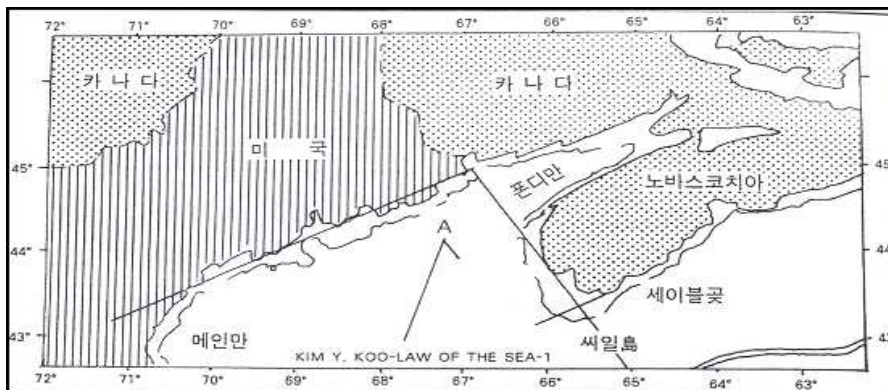 72° 71° 70° 69° 68° 67° 66° 65° 64° 63°
카 나 다 카 나 다
미 국
45° 45°
폰디만 노바스코치아
A
44° 44°
세이블곶
43° 메인만 씨일島 43°
KIM Y. KOO-LAW OF THE SEA-1
72° 71° 70° 69° 68° 67° 66° 65° 64° 63°